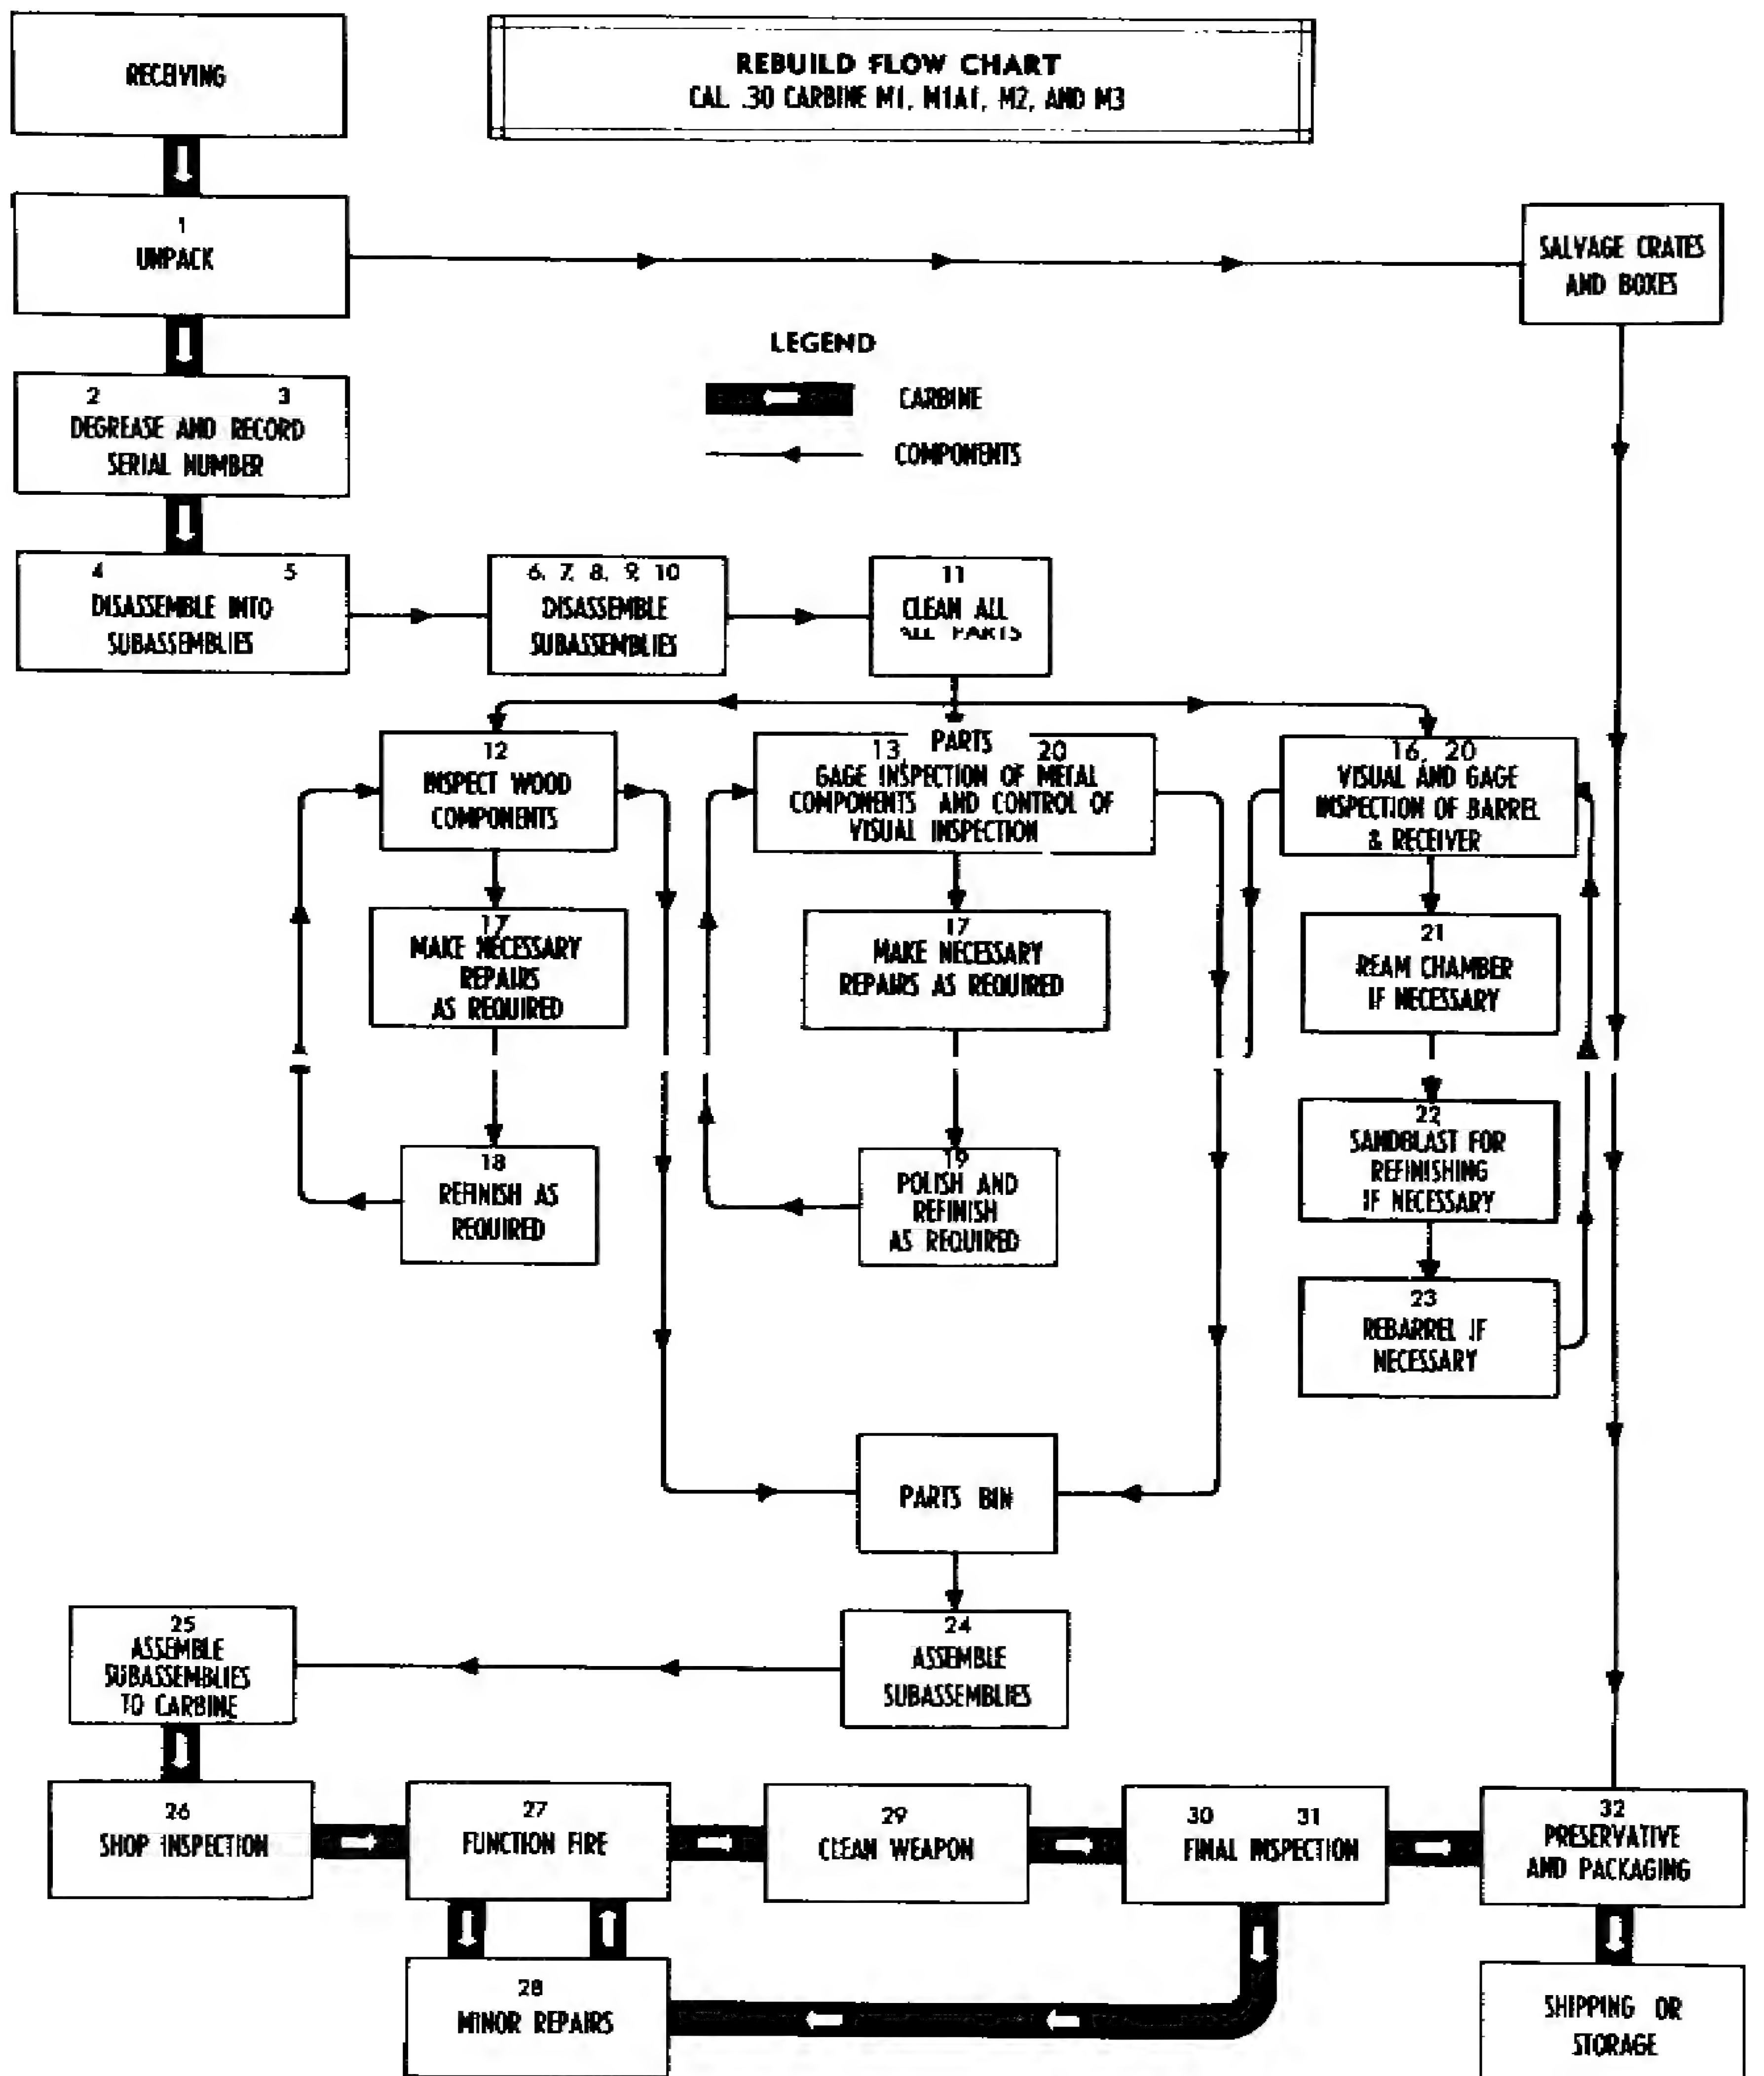 RECEIVING
REBUILD FLOW CHART
CAL .30 CARBINE M1, M1A1, M2, AND M3
1
UNPACK
SALVAGE CRATES
AND BOXES
LEGEND
CARBINE
COMPONENTS
2 3
DEGREASE AND RECORD
SERIAL NUMBER
4 5
DISASSEMBLE INTO
SUBASSEMBLIES
6, 7, 8, 9, 10
DISASSEMBLE
SUBASSEMBLIES
11
CLEAN ALL
ALL PARTS
12
INSPECT WOOD
COMPONENTS
PARTS
13, 20
GAGE INSPECTION OF METAL
COMPONENTS AND CONTROL OF
VISUAL INSPECTION
16, 20
VISUAL AND GAGE
INSPECTION OF BARREL
& RECEIVER
17
MAKE NECESSARY
REPAIRS
AS REQUIRED
17
MAKE NECESSARY
REPAIRS AS REQUIRED
21
REAM CHAMBER
IF NECESSARY
18
REFINISH AS
REQUIRED
19
POLISH AND
REFINISH
AS REQUIRED
22
SANDBLAST FOR
REFINISHING
IF NECESSARY
23
REBARREL IF
NECESSARY
PARTS BIN
24
ASSEMBLE
SUBASSEMBLIES
25
ASSEMBLE
SUBASSEMBLIES
TO CARBINE
26
SHOP INSPECTION
27
FUNCTION FIRE
29
CLEAN WEAPON
30 31
FINAL INSPECTION
32
PRESERVATIVE
AND PACKAGING
28
MINOR REPAIRS
SHIPPING OR
STORAGE